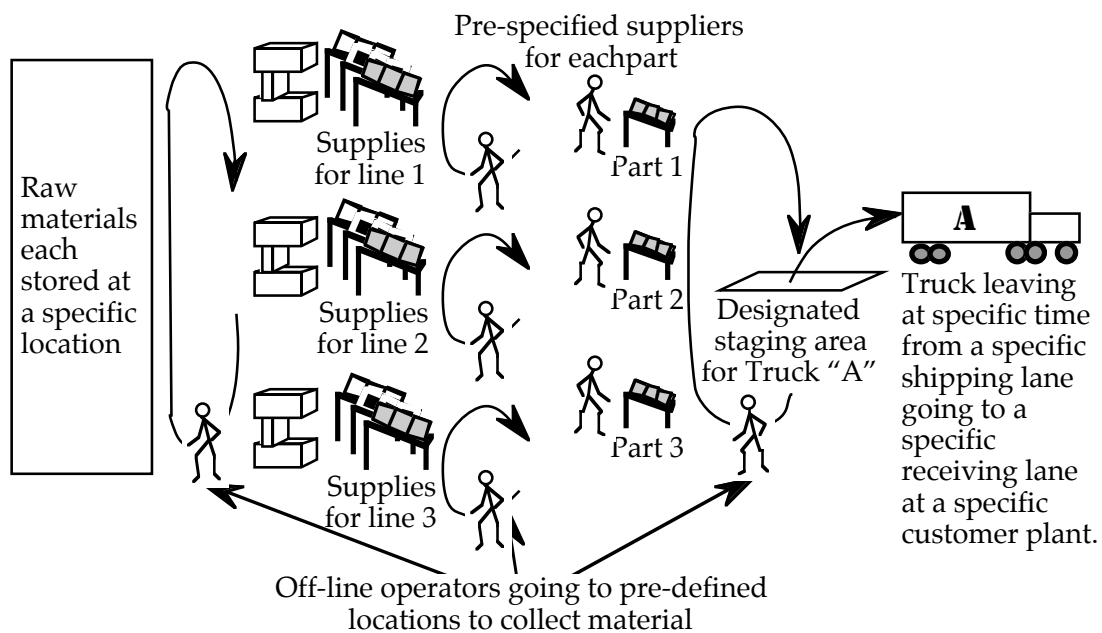 Pre-specified suppliers
for eachpart
Raw
materials
each
stored at
a specific
location
Supplies
for line 1
Part 1
Supplies
for line 2
Part 2
Supplies
for line 3
Part 3
Designated
staging area
for Truck “A”
A
Truck leaving
at specific time
from a specific
shipping lane
going to a
specific
receiving lane
at a specific
customer plant.
Off-line operators going to pre-defined
locations to collect material